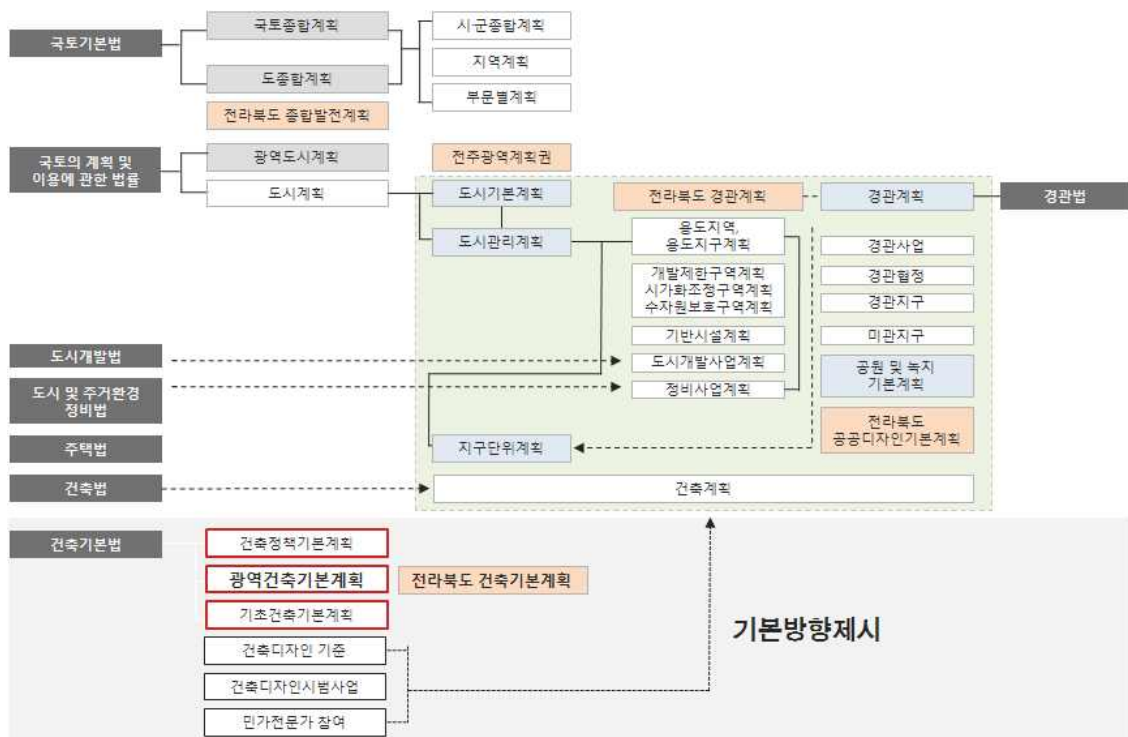 국토기본법
국토종합계획
도종합계획
전라북도 종합발전계획
시·군종합계획
지역계획
부문별계획
국토의 계획 및
이용에 관한 법률
광역도시계획
도시계획
전주광역계획권
도시기본계획
도시관리계획
전라북도 경관계획
경관계획
경관법
용도지역,
용도지구계획
개발제한구역계획
시가화조정구역계획
수자원보호구역계획
기반시설계획
도시개발사업계획
정비사업계획
경관사업
경관협정
경관지구
미관지구
공원 및 녹지
기본계획
전라북도
공공디자인기본계획
도시개발법
도시 및 주거환경
정비법
주택법
지구단위계획
건축법
건축계획
건축기본법
건축정책기본계획
광역건축기본계획
전라북도 건축기본계획
기초건축기본계획
건축디자인 기준
건축디자인시범사업
민가전문가 참여
기본방향제시